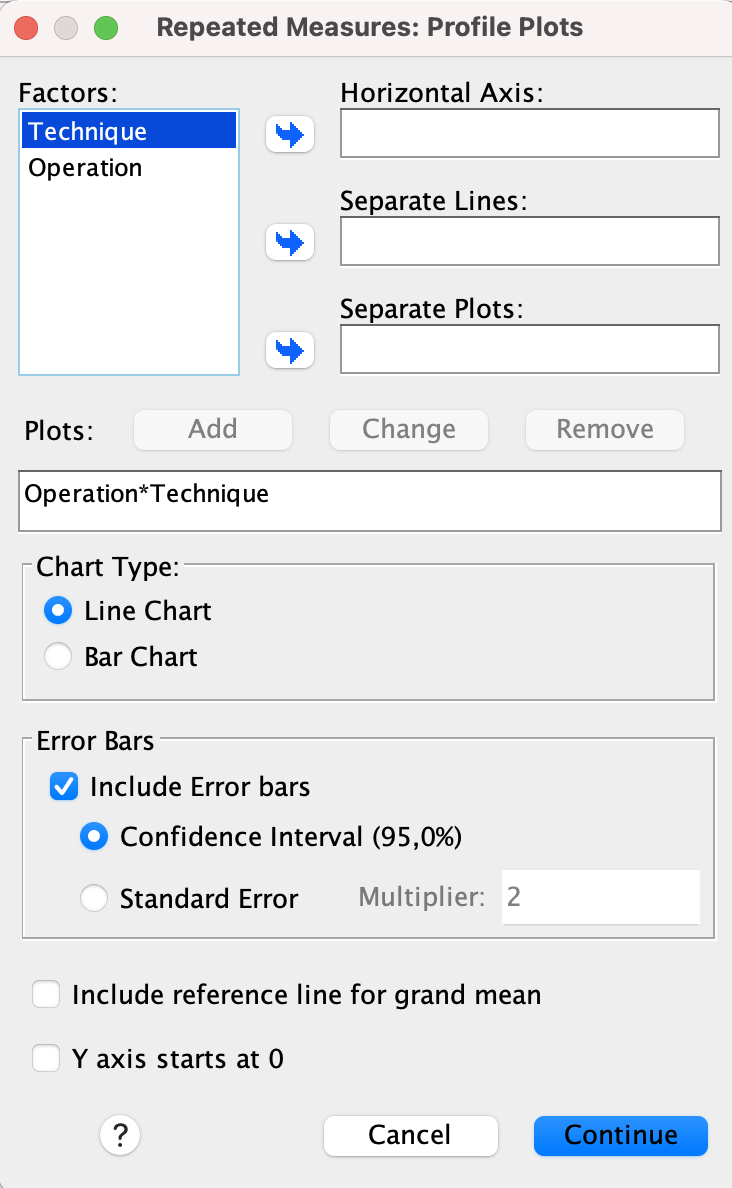 Repeated Measures: Profile Plots
Factors:
Technique
Operation
Horizontal Axis:
Separate Lines:
Separate Plots:
Plots:
Add
Change
Remove
Operation*Technique
Chart Type:
Line Chart
Bar Chart
Error Bars
Include Error bars
Confidence Interval (95,0%)
Standard Error
Multiplier:
2
Include reference line for grand mean
Y axis starts at 0
?
Cancel
Continue